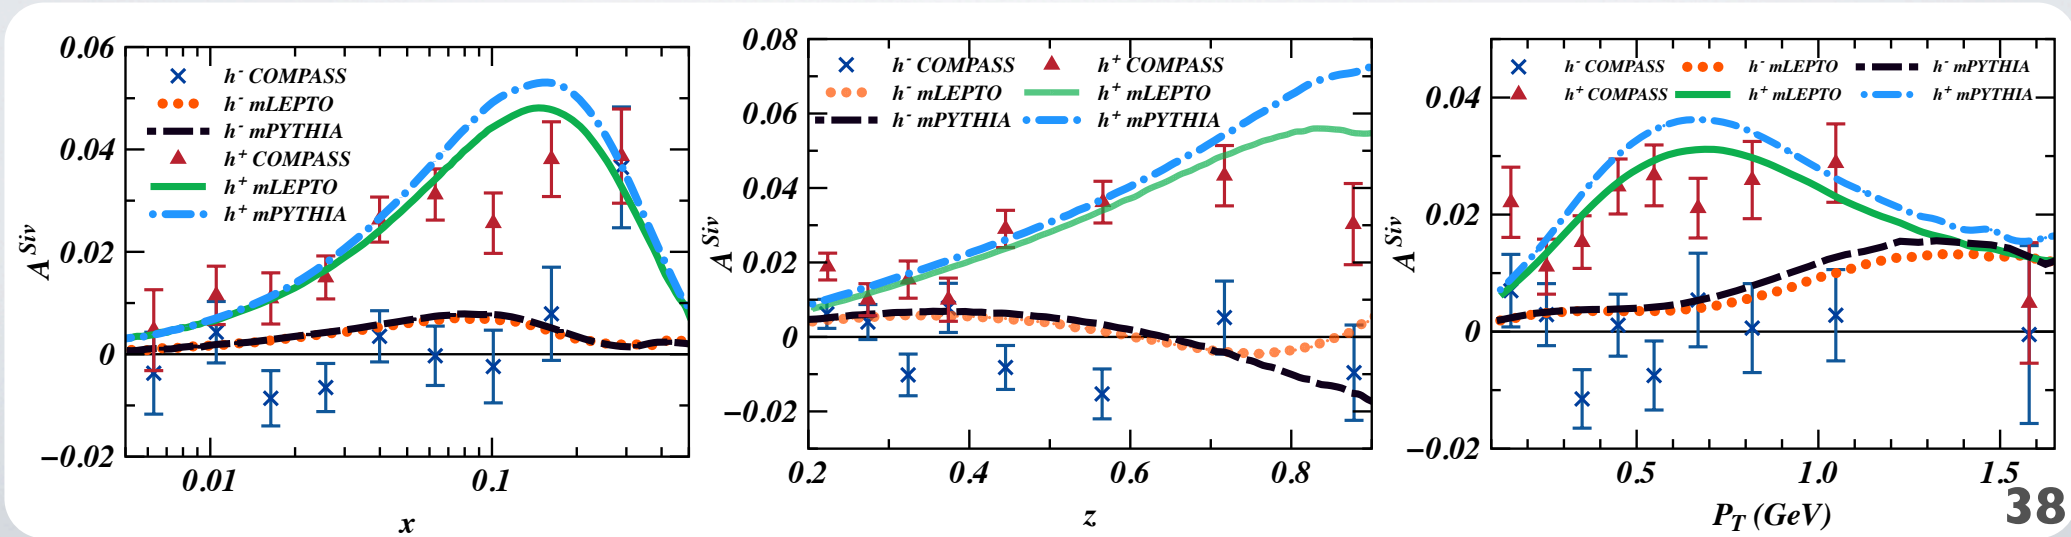 0.06
0.04
0.02
0
−0.02
A^Siv
h⁻ COMPASS
h⁻ mLEPTO
h⁻ mPYTHIA
h⁺ COMPASS
h⁺ mLEPTO
h⁺ mPYTHIA
0.01 0.1
x
0.08
0.06
0.04
0.02
0
−0.02
A^Siv
h⁻ COMPASS h⁺ COMPASS
h⁻ mLEPTO h⁺ mLEPTO
h⁻ mPYTHIA h⁺ mPYTHIA
0.2 0.4 0.6 0.8
z
0.04
0.02
0
−0.02
A^Siv
h⁻ COMPASS h⁻ mLEPTO h⁻ mPYTHIA
h⁺ COMPASS h⁺ mLEPTO h⁺ mPYTHIA
0.5 1.0 1.5
P_T (GeV)
38